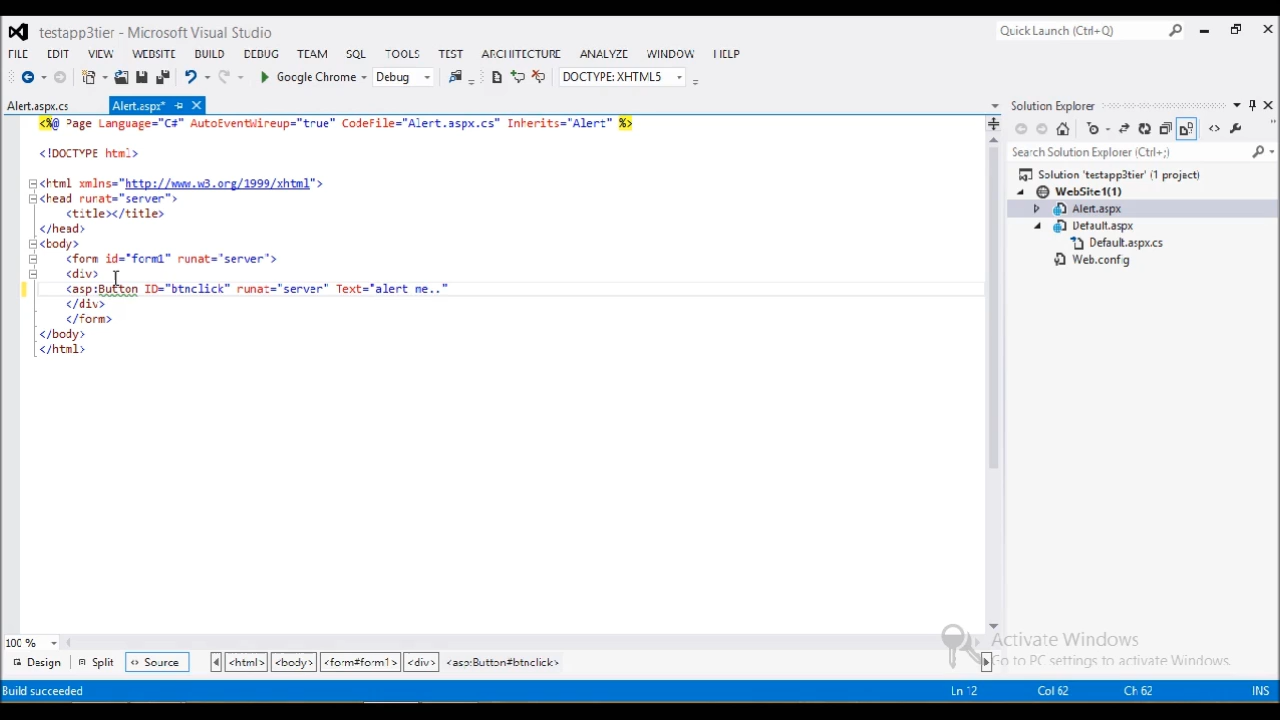 testapp3tier - Microsoft Visual Studio
Quick Launch (Ctrl+Q)
FILE EDIT VIEW WEBSITE BUILD DEBUG TEAM SQL TOOLS TEST ARCHITECTURE ANALYZE WINDOW HELP
Google Chrome Debug DOCTYPE: XHTML5
Alert.aspx.cs Alert.aspx*
<%@ Page Language="C#" AutoEventWireup="true" CodeFile="Alert.aspx.cs" Inherits="Alert" %>
<!DOCTYPE html>
<html xmlns="http://www.w3.org/1999/xhtml">
<head runat="server">
<title></title>
</head>
<body>
<form id="form1" runat="server">
<div>
<asp:Button ID="btnclick" runat="server" Text="alert me.."
</div>
</form>
</body>
</html>
100 %
Design Split Source <html> <body> <form#form1> <div> <asp:Button#btnclick>
Solution Explorer
Search Solution Explorer (Ctrl+;)
Solution 'testapp3tier' (1 project)
WebSite1(1)
Alert.aspx
Default.aspx
Default.aspx.cs
Web.config
Activate Windows
Go to PC settings to activate Windows.
Build succeeded Ln 12 Col 62 Ch 62 INS